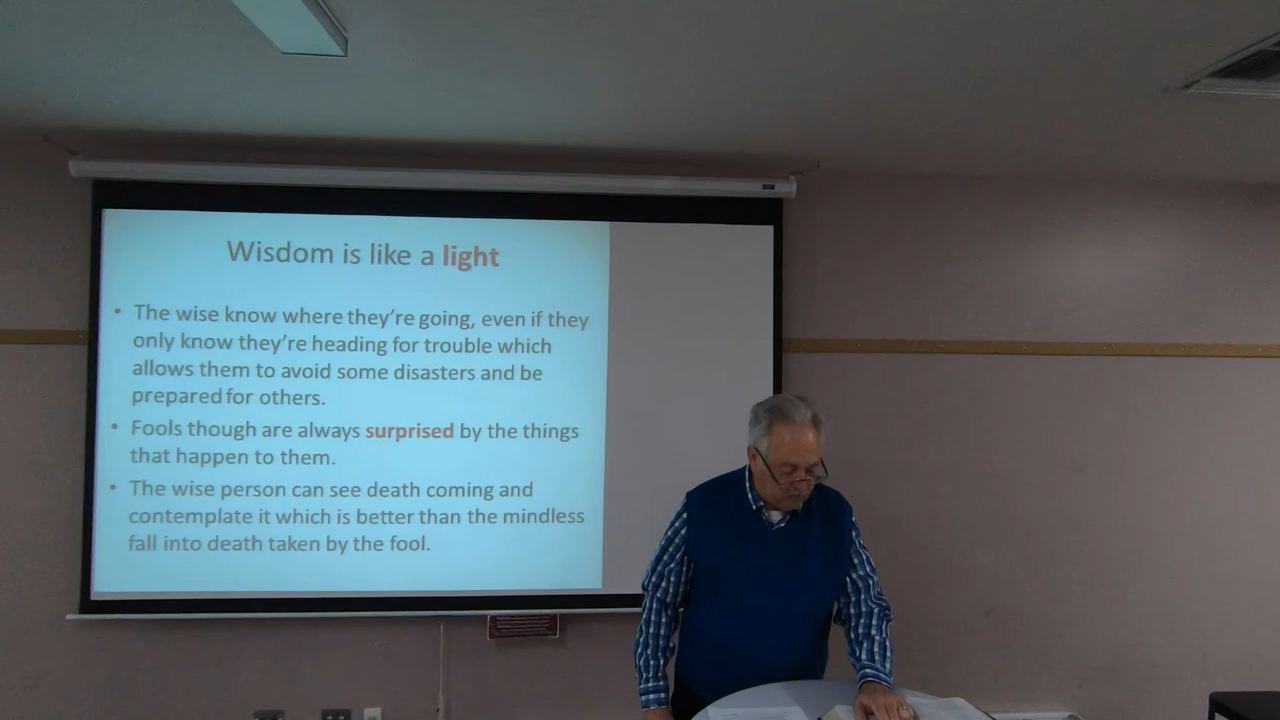 Wisdom is like a light
• The wise know where they're going, even if they
only know they're heading for trouble which
allows them to avoid some disasters and be
prepared for others.
• Fools though are always surprised by the things
that happen to them.
• The wise person can see death coming and
contemplate it which is better than the mindless
fall into death taken by the fool.